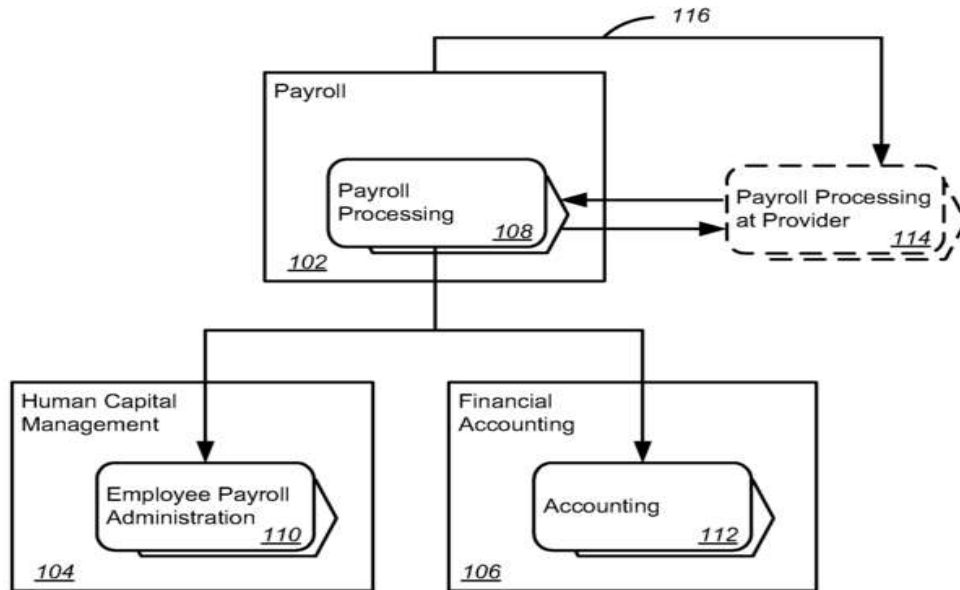 116
Payroll
Payroll
Processing
108
102
Payroll Processing
at Provider
114
Human Capital
Management
Employee Payroll
Administration
110
104
Financial
Accounting
Accounting
112
106